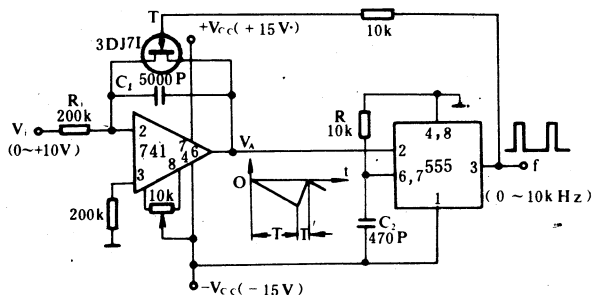 T
+Vcc(+15V)
10k
3DJ7I
C₁ 5000P
R₁
200k
Vi
(0~+10V)
2
7
741
6
8
4
3
VA
R
10k
4,8
2
555
6,7
3
1
f
(0~10kHz)
O
t
T
T'
200k
10k
C₂
470P
-Vcc(-15V)